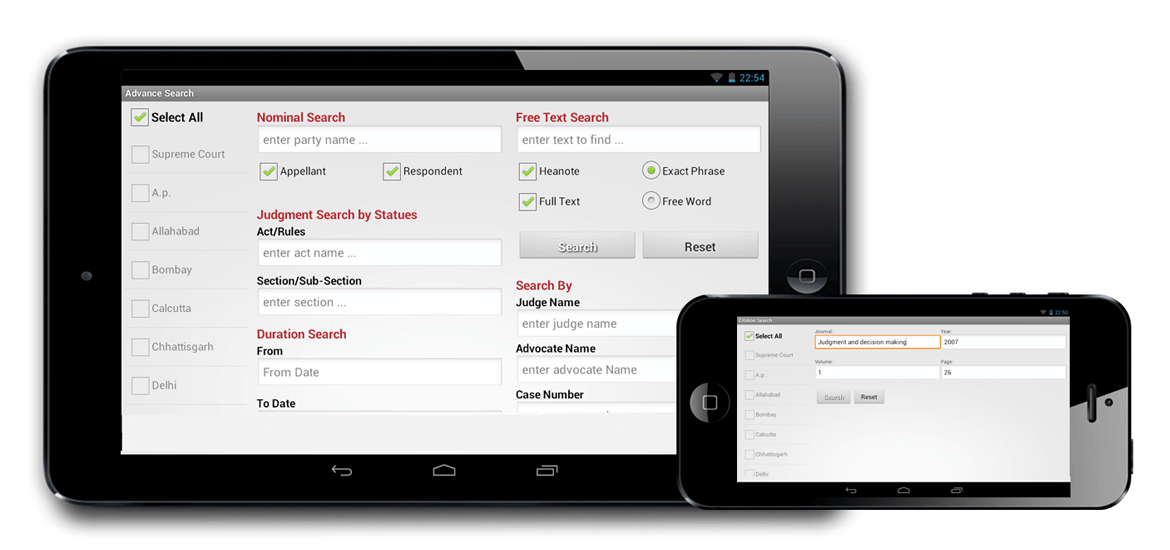 22:54
Advance Search
Select All
Supreme Court
A.p.
Allahabad
Bombay
Calcutta
Chhattisgarh
Delhi
Nominal Search
enter party name ...
Appellant
Respondent
Judgment Search by Statues
Act/Rules
enter act name ...
Section/Sub-Section
enter section ...
Duration Search
From
From Date
To Date
Free Text Search
enter text to find ...
Heanote
Exact Phrase
Full Text
Free Word
Search
Reset
Search By
Judge Name
enter judge name
Advocate Name
enter advocate Name
Case Number
22:50
Citation Search
Select All
Supreme Court
A.p.
Allahabad
Bombay
Calcutta
Chhattisgarh
Delhi
Journal:
Judgment and decision making
Year:
2007
Volume:
1
Page:
26
Search
Reset